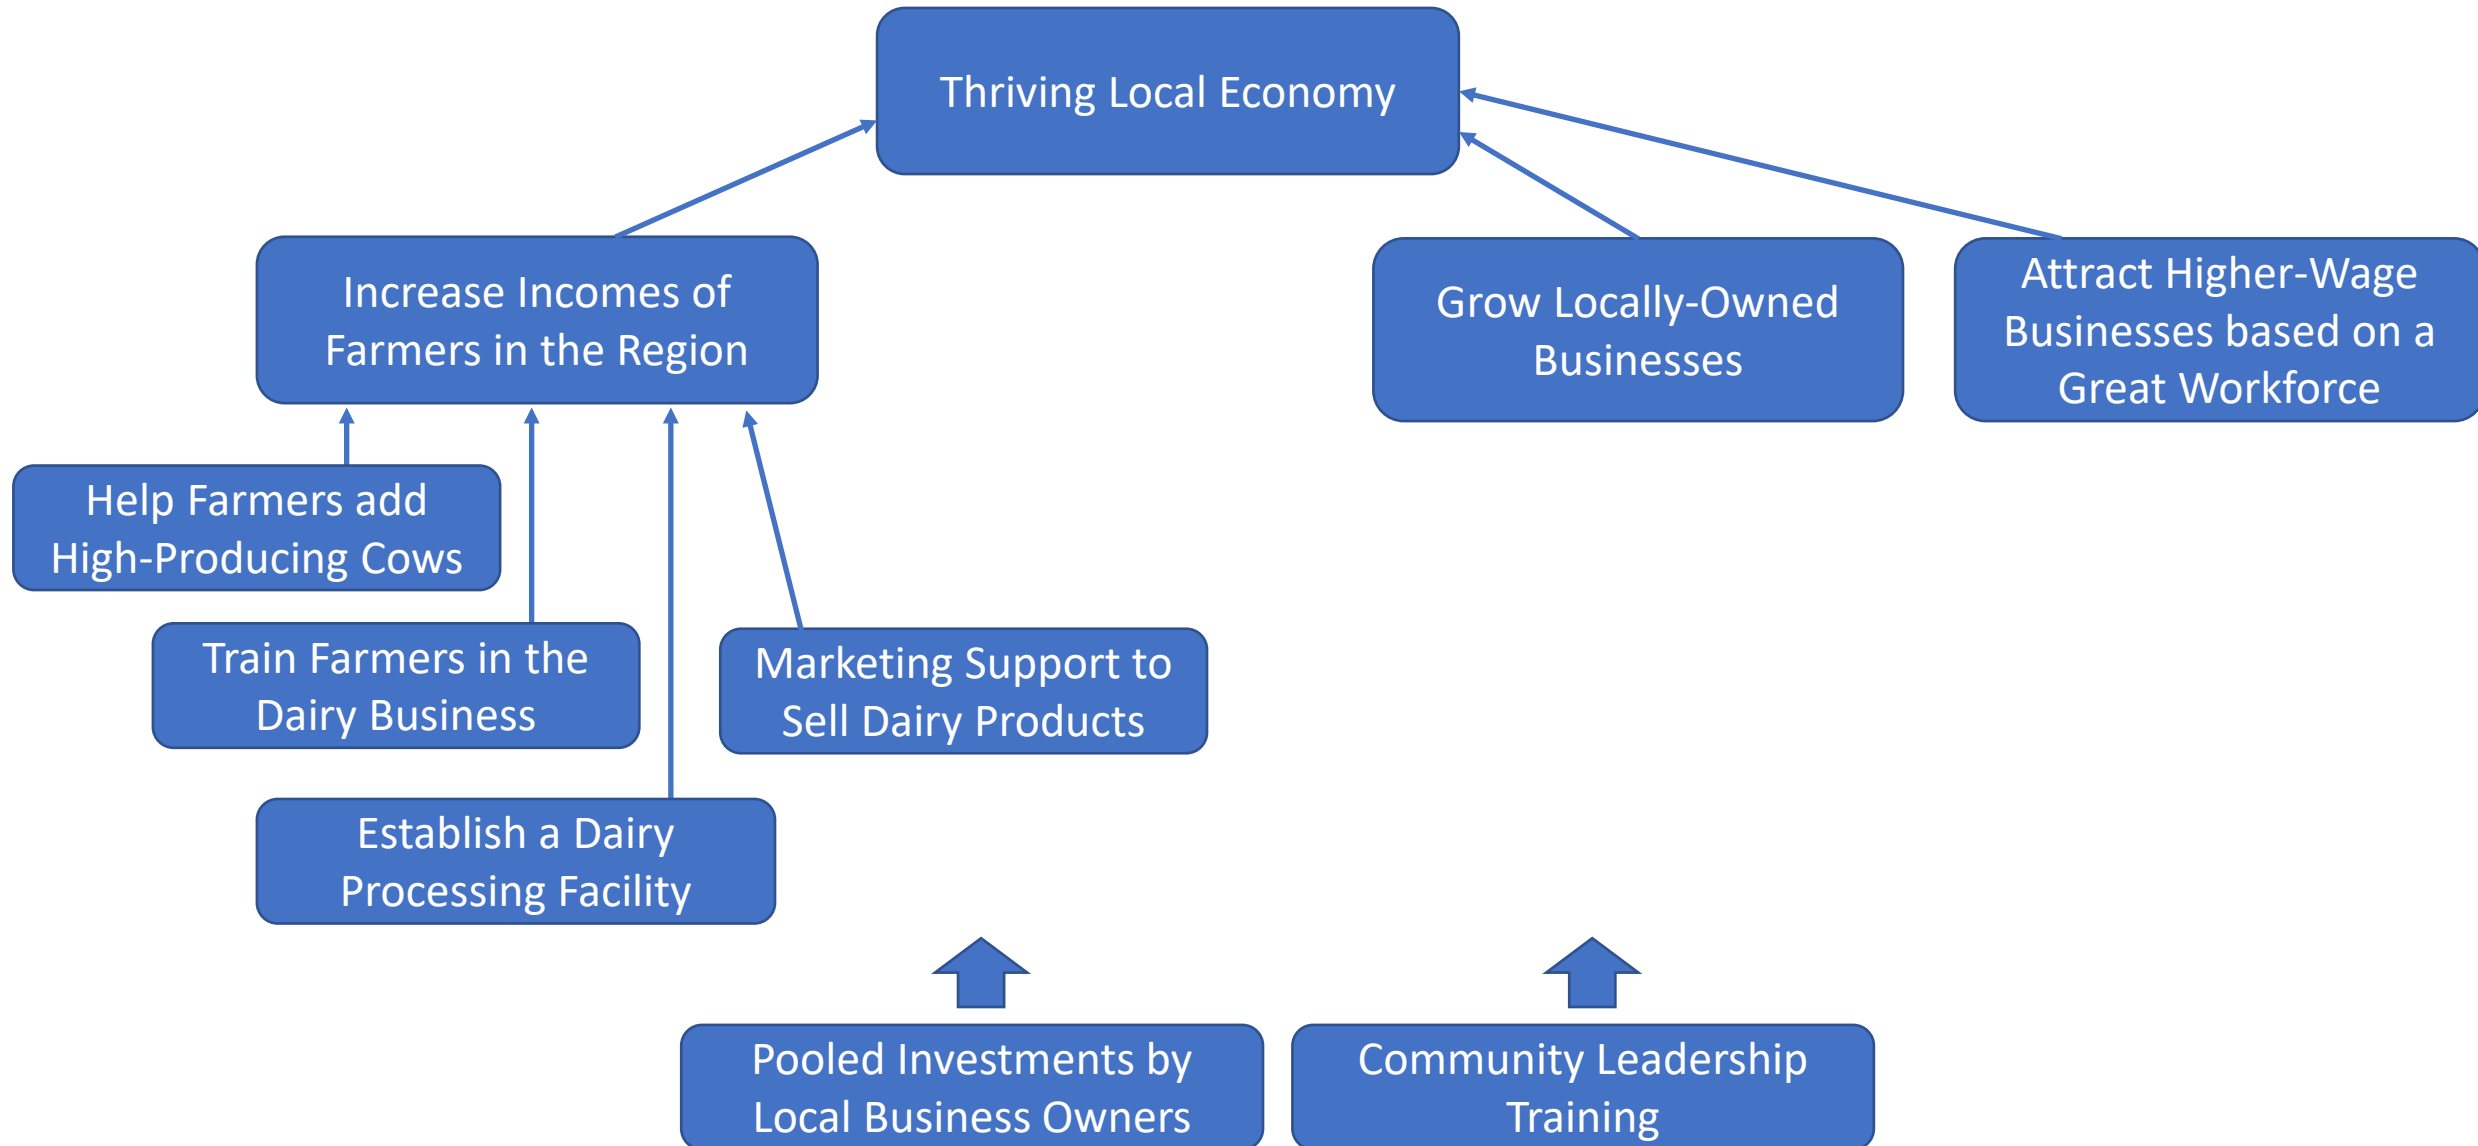 Thriving Local Economy
Increase Incomes of
Farmers in the Region
Grow Locally-Owned
Businesses
Attract Higher-Wage
Businesses based on a
Great Workforce
Help Farmers add
High-Producing Cows
Train Farmers in the
Dairy Business
Marketing Support to
Sell Dairy Products
Establish a Dairy
Processing Facility
Pooled Investments by
Local Business Owners
Community Leadership
Training